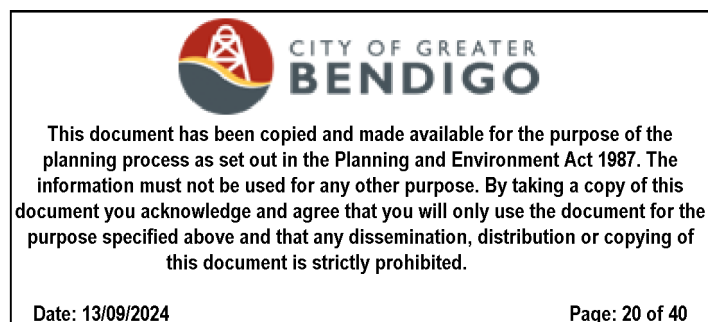 CITY OF GREATER
BENDIGO
This document has been copied and made available for the purpose of the
planning process as set out in the Planning and Environment Act 1987. The
information must not be used for any other purpose. By taking a copy of this
document you acknowledge and agree that you will only use the document for the
purpose specified above and that any dissemination, distribution or copying of
this document is strictly prohibited.
Date: 13/09/2024 Page: 20 of 40